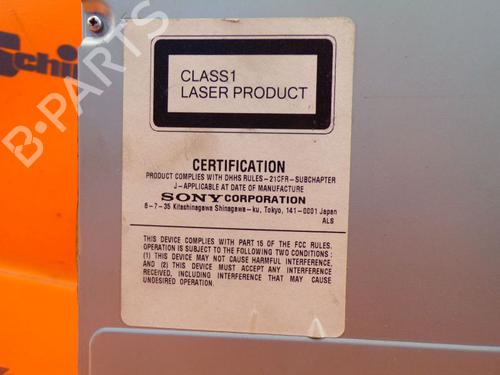 CLASS1
LASER PRODUCT
CERTIFICATION
PRODUCT COMPLIES WITH DHHS RULES-21CFR-SUBCHAPTER
J-APPLICABLE AT DATE OF MANUFACTURE
SONY CORPORATION
6-7-35 Kitashinagawa Shinagawa-ku, Tokyo, 141-0001 Japan
ALS
THIS DEVICE COMPLIES WITH PART 15 OF THE FCC RULES.
OPERATION IS SUBJECT TO THE FOLLOWING TWO CONDITIONS :
(1) THIS DEVICE MAY NOT CAUSE HARMFUL INTERFERENCE,
AND (2) THIS DEVICE MUST ACCEPT ANY INTERFERENCE
RECEIVED, INCLUDING INTERFERENCE THAT MAY CAUSE
UNDESIRED OPERATION.
B-PARTS